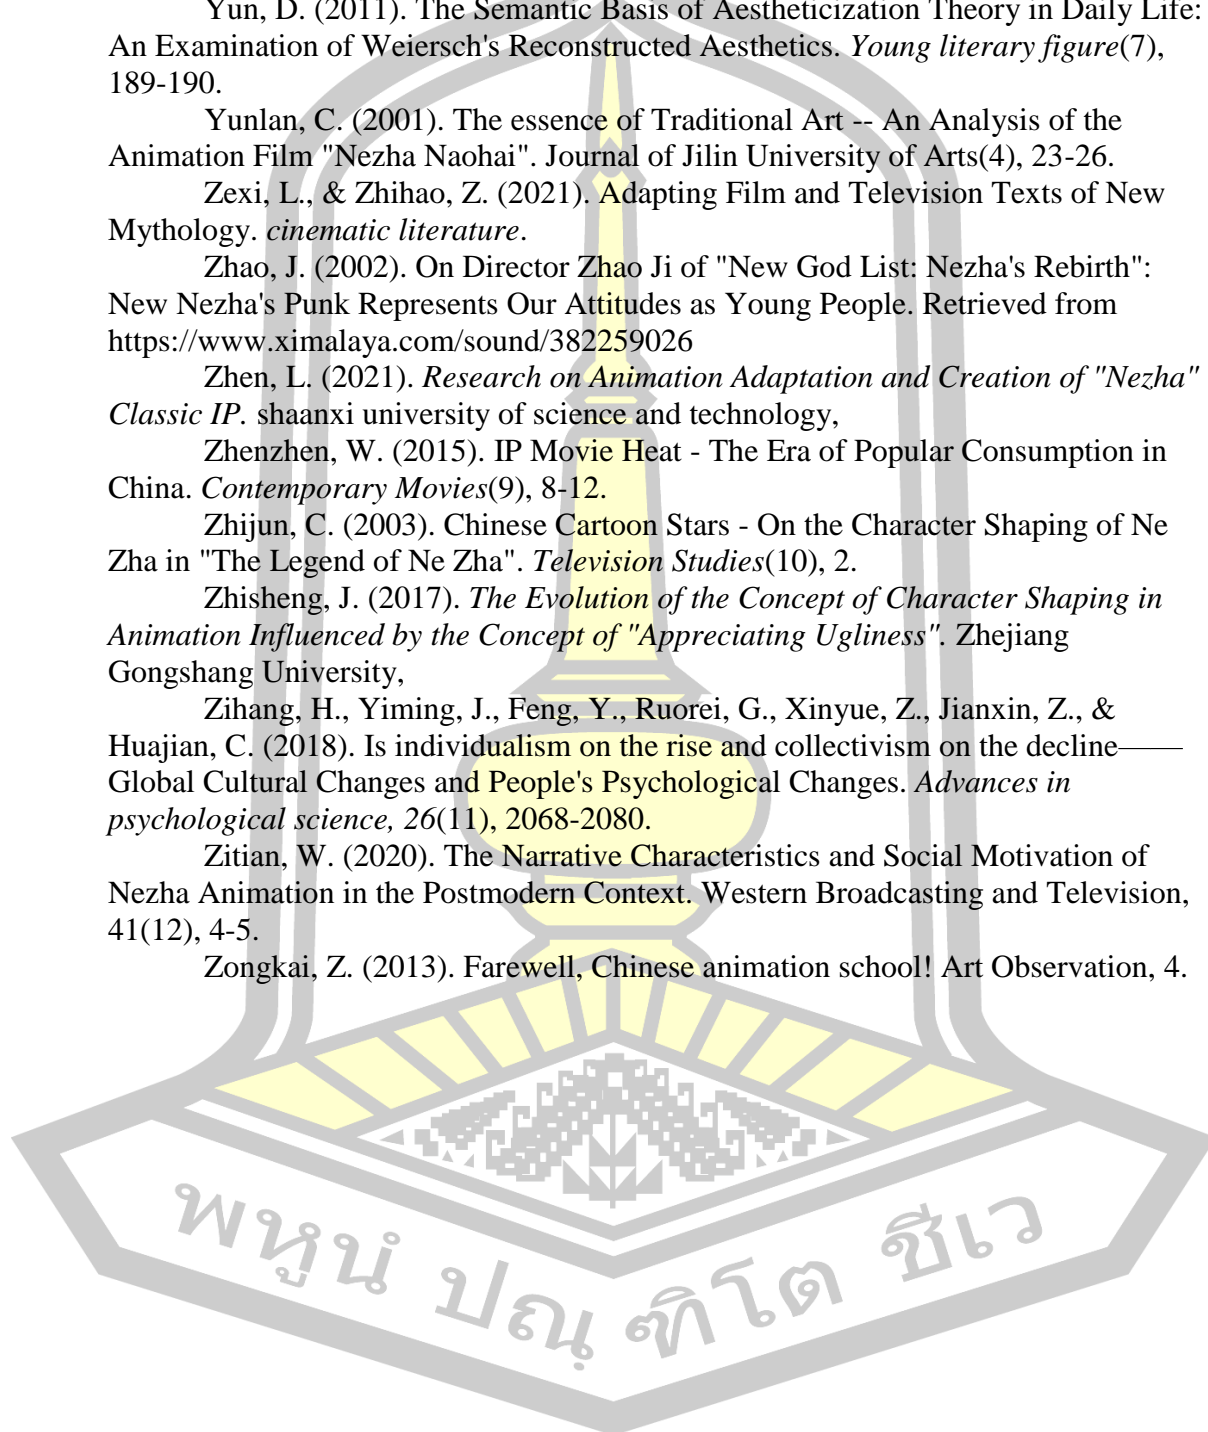 Yun, D. (2011). The Semantic Basis of Aestheticization Theory in Daily Life:
An Examination of Weiersch's Reconstructed Aesthetics. Young literary figure(7),
189-190.
Yunlan, C. (2001). The essence of Traditional Art -- An Analysis of the
Animation Film "Nezha Naohai". Journal of Jilin University of Arts(4), 23-26.
Zexi, L., & Zhihao, Z. (2021). Adapting Film and Television Texts of New
Mythology. cinematic literature.
Zhao, J. (2002). On Director Zhao Ji of "New God List: Nezha's Rebirth":
New Nezha's Punk Represents Our Attitudes as Young People. Retrieved from
https://www.ximalaya.com/sound/382259026
Zhen, L. (2021). Research on Animation Adaptation and Creation of "Nezha"
Classic IP. shaanxi university of science and technology,
Zhenzhen, W. (2015). IP Movie Heat - The Era of Popular Consumption in
China. Contemporary Movies(9), 8-12.
Zhijun, C. (2003). Chinese Cartoon Stars - On the Character Shaping of Ne
Zha in "The Legend of Ne Zha". Television Studies(10), 2.
Zhisheng, J. (2017). The Evolution of the Concept of Character Shaping in
Animation Influenced by the Concept of "Appreciating Ugliness". Zhejiang
Gongshang University,
Zihang, H., Yiming, J., Feng, Y., Ruorei, G., Xinyue, Z., Jianxin, Z., &
Huajian, C. (2018). Is individualism on the rise and collectivism on the decline——
Global Cultural Changes and People's Psychological Changes. Advances in
psychological science, 26(11), 2068-2080.
Zitian, W. (2020). The Narrative Characteristics and Social Motivation of
Nezha Animation in the Postmodern Context. Western Broadcasting and Television,
41(12), 4-5.
Zongkai, Z. (2013). Farewell, Chinese animation school! Art Observation, 4.
พหูนํ ปณฺฑิโต ชีเว